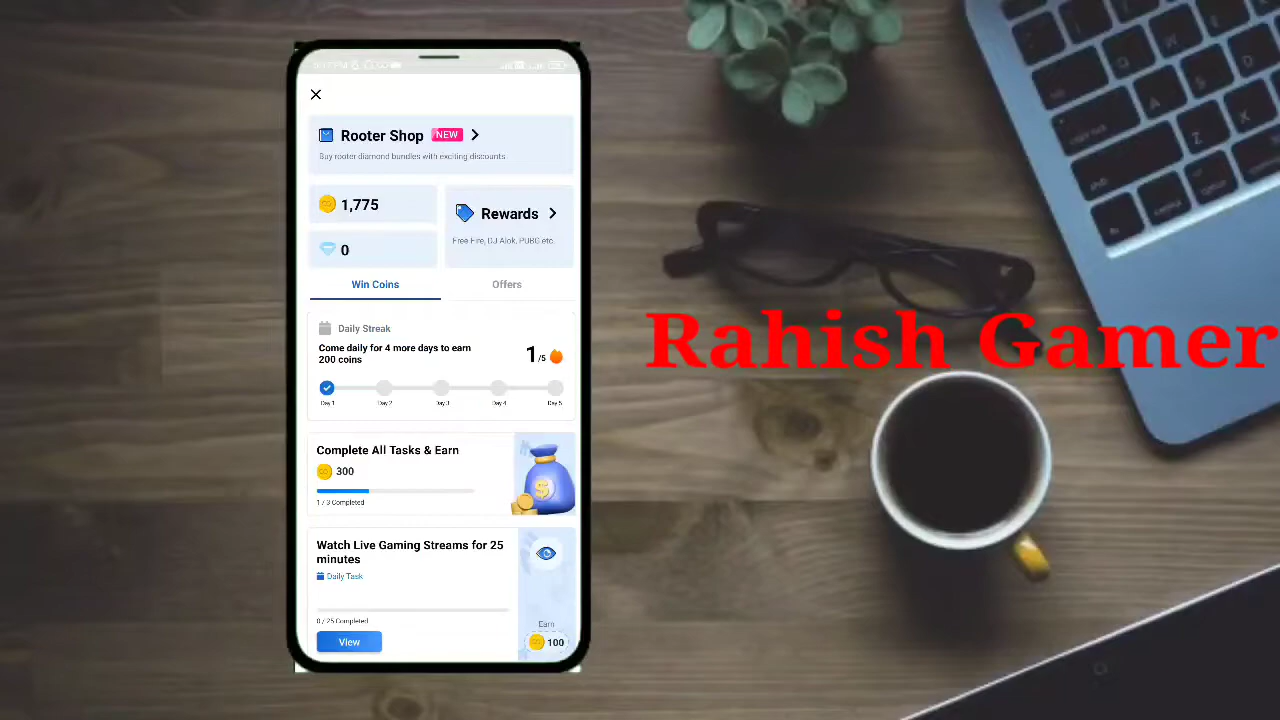 Rooter Shop NEW
Buy rooter diamond bundles with exciting discounts
1,775
0
Rewards
Free Fire, DJ Alok, PUBG etc.
Win Coins
Offers
Daily Streak
Come daily for 4 more days to earn
200 coins
1/5
Day 1 Day 2 Day 3 Day 4 Day 5
Complete All Tasks & Earn
300
1 / 3 Completed
Watch Live Gaming Streams for 25
minutes
Daily Task
0 / 25 Completed
View
Earn
100
Rahish Gamer